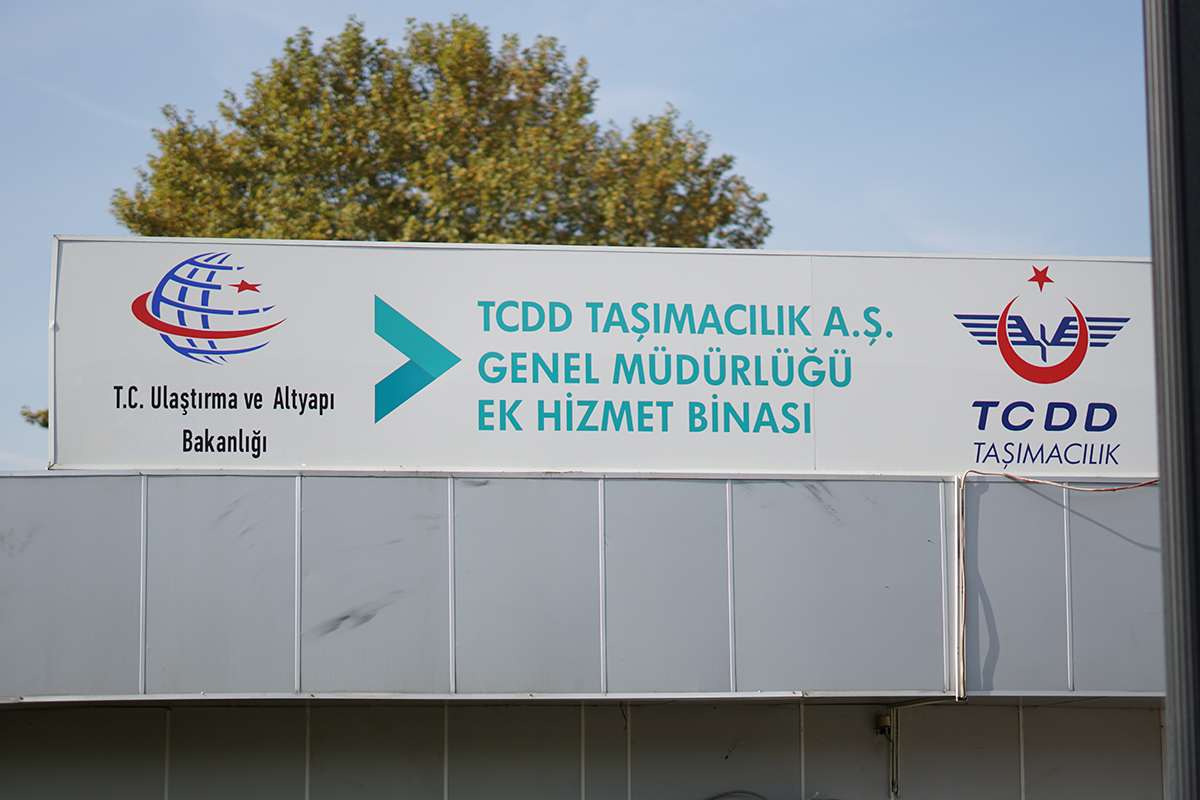 T.C. Ulaştırma ve Altyapı
Bakanlığı
TCDD TAŞIMACILIK A.Ş.
GENEL MÜDÜRLÜĞÜ
EK HİZMET BİNASI
TCDD
TAŞIMACILIK